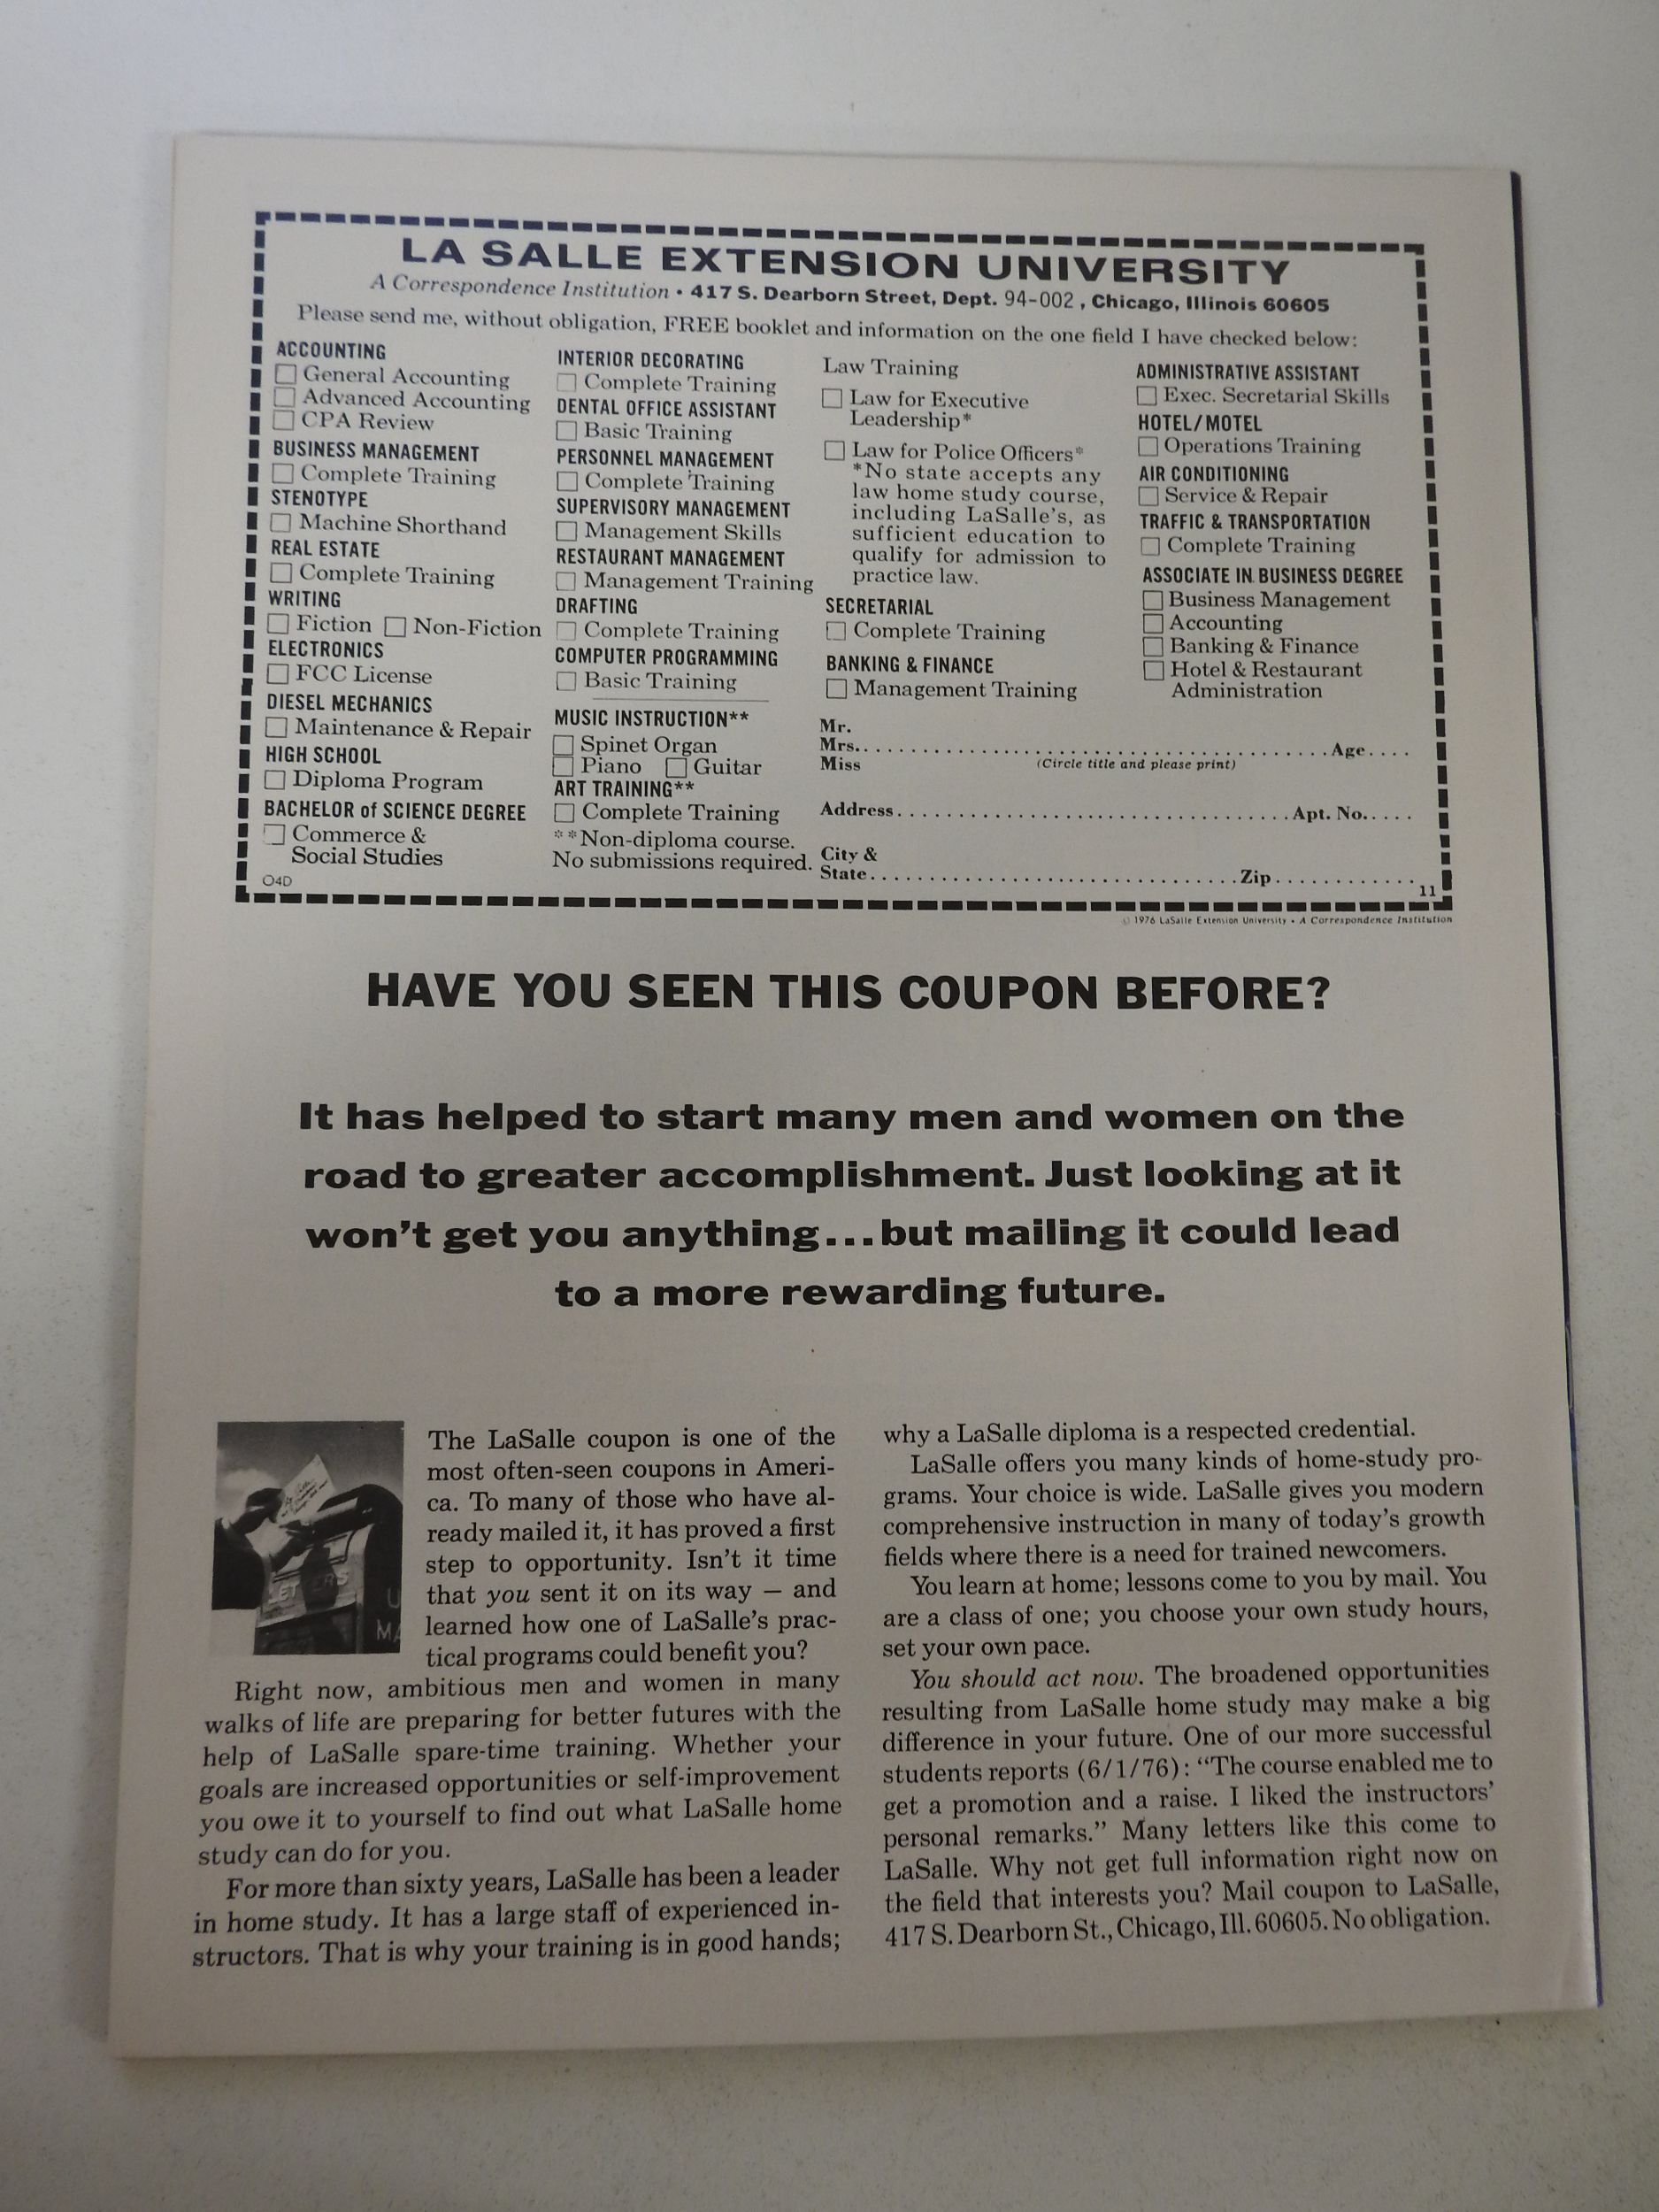 LA SALLE EXTENSION UNIVERSITY
A Correspondence Institution • 417 S. Dearborn Street, Dept. 94-002, Chicago, Illinois 60605
Please send me, without obligation, FREE booklet and information on the one field I have checked below:
ACCOUNTING
General Accounting
Advanced Accounting
CPA Review
BUSINESS MANAGEMENT
Complete Training
STENOTYPE
Machine Shorthand
REAL ESTATE
Complete Training
WRITING
Fiction Non-Fiction
ELECTRONICS
FCC License
DIESEL MECHANICS
Maintenance & Repair
HIGH SCHOOL
Diploma Program
BACHELOR of SCIENCE DEGREE
Commerce &
Social Studies
O4D
INTERIOR DECORATING
Complete Training
DENTAL OFFICE ASSISTANT
Basic Training
PERSONNEL MANAGEMENT
Complete Training
SUPERVISORY MANAGEMENT
Management Skills
RESTAURANT MANAGEMENT
Management Training
DRAFTING
Complete Training
COMPUTER PROGRAMMING
Basic Training
MUSIC INSTRUCTION**
Spinet Organ
Piano Guitar
ART TRAINING**
Complete Training
**Non-diploma course.
No submissions required.
Law Training
Law for Executive
Leadership*
Law for Police Officers*
*No state accepts any
law home study course,
including LaSalle's, as
sufficient education to
qualify for admission to
practice law.
SECRETARIAL
Complete Training
BANKING & FINANCE
Management Training
ADMINISTRATIVE ASSISTANT
Exec. Secretarial Skills
HOTEL/MOTEL
Operations Training
AIR CONDITIONING
Service & Repair
TRAFFIC & TRANSPORTATION
Complete Training
ASSOCIATE IN BUSINESS DEGREE
Business Management
Accounting
Banking & Finance
Hotel & Restaurant
Administration
Mr.
Mrs.......................................Age....
Miss (Circle title and please print)
Address...................................Apt. No.....
City &
State.................................Zip............
11
© 1976 LaSalle Extension University • A Correspondence Institution
HAVE YOU SEEN THIS COUPON BEFORE?
It has helped to start many men and women on the
road to greater accomplishment. Just looking at it
won't get you anything...but mailing it could lead
to a more rewarding future.
LETTERS
U
MA
The LaSalle coupon is one of the
most often-seen coupons in Ameri-
ca. To many of those who have al-
ready mailed it, it has proved a first
step to opportunity. Isn't it time
that you sent it on its way — and
learned how one of LaSalle's prac-
tical programs could benefit you?
Right now, ambitious men and women in many
walks of life are preparing for better futures with the
help of LaSalle spare-time training. Whether your
goals are increased opportunities or self-improvement
you owe it to yourself to find out what LaSalle home
study can do for you.
For more than sixty years, LaSalle has been a leader
in home study. It has a large staff of experienced in-
structors. That is why your training is in good hands;
why a LaSalle diploma is a respected credential.
LaSalle offers you many kinds of home-study pro-
grams. Your choice is wide. LaSalle gives you modern
comprehensive instruction in many of today's growth
fields where there is a need for trained newcomers.
You learn at home; lessons come to you by mail. You
are a class of one; you choose your own study hours,
set your own pace.
You should act now. The broadened opportunities
resulting from LaSalle home study may make a big
difference in your future. One of our more successful
students reports (6/1/76): "The course enabled me to
get a promotion and a raise. I liked the instructors'
personal remarks." Many letters like this come to
LaSalle. Why not get full information right now on
the field that interests you? Mail coupon to LaSalle,
417 S. Dearborn St., Chicago, Ill. 60605. No obligation.